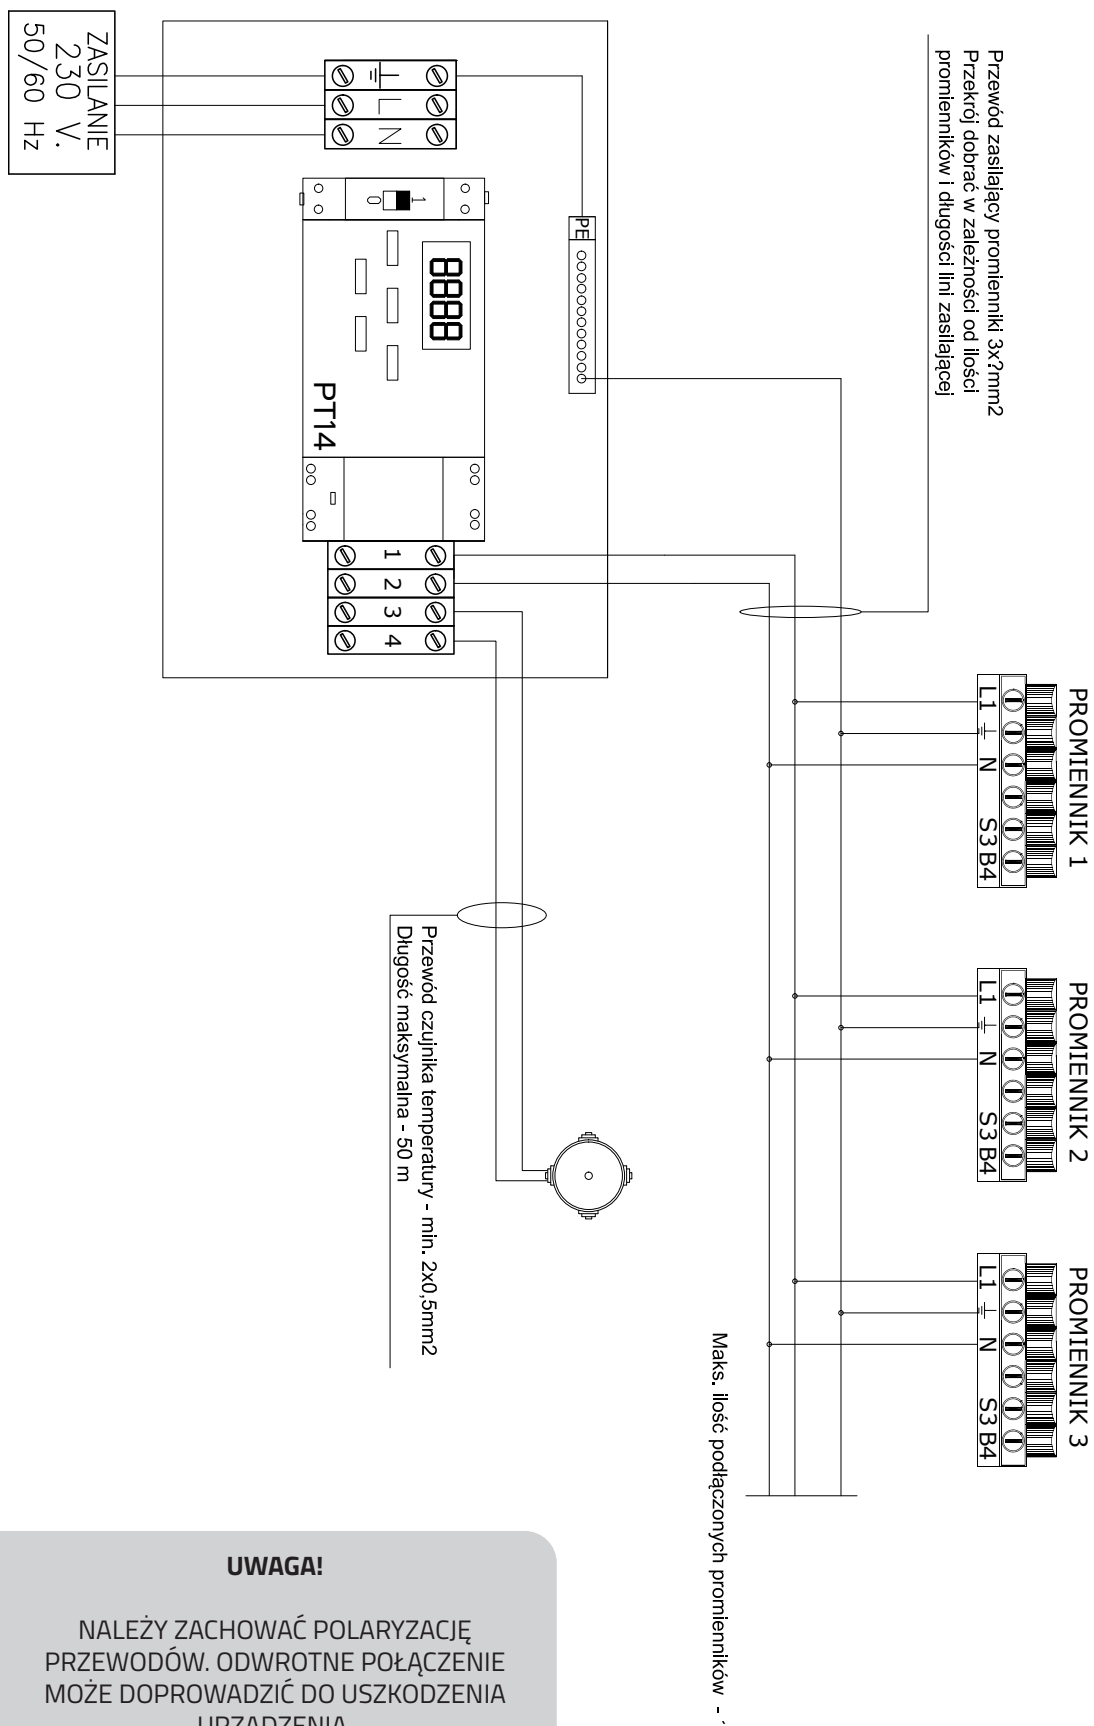 ZASILANIE
230 V.
50/60 Hz
L
N
PE
1
0
8888
PT14
1
2
3
4
Przewód zasilający promienniki 3x?mm2
Przekrój dobrać w zależności od ilości
promienników i długości lini zasilającej
PROMIENNIK 1
L1 N S3 B4
PROMIENNIK 2
L1 N S3 B4
PROMIENNIK 3
L1 N S3 B4
Przewód czujnika temperatury - min. 2x0,5mm2
Długość maksymalna - 50 m
Maks. ilość podłączonych promienników -
UWAGA!
NALEŻY ZACHOWAĆ POLARYZACJĘ
PRZEWODÓW. ODWROTNE POŁĄCZENIE
MOŻE DOPROWADZIĆ DO USZKODZENIA
URZĄDZENIA